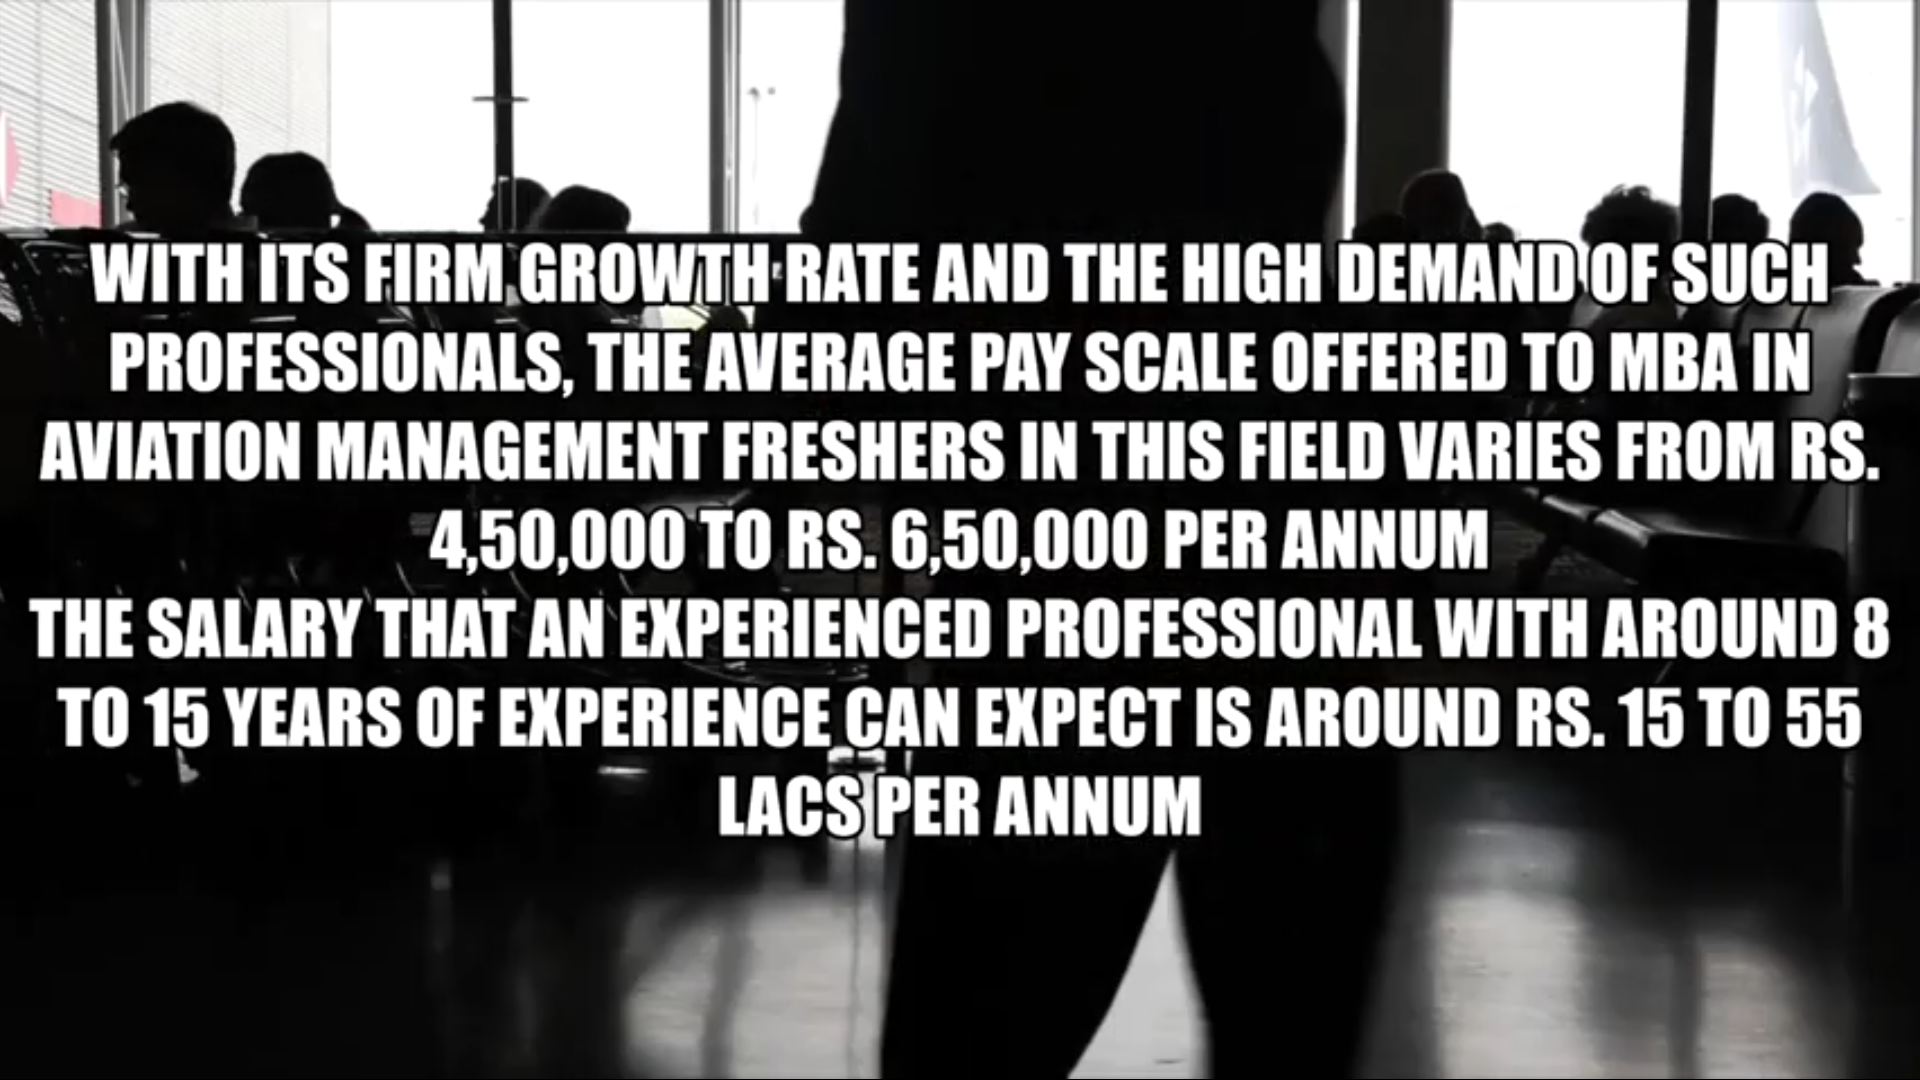 WITH ITS FIRM GROWTH RATE AND THE HIGH DEMAND OF SUCH
PROFESSIONALS, THE AVERAGE PAY SCALE OFFERED TO MBA IN
AVIATION MANAGEMENT FRESHERS IN THIS FIELD VARIES FROM RS.
4,50,000 TO RS. 6,50,000 PER ANNUM
THE SALARY THAT AN EXPERIENCED PROFESSIONAL WITH AROUND 8
TO 15 YEARS OF EXPERIENCE CAN EXPECT IS AROUND RS. 15 TO 55
LACS PER ANNUM